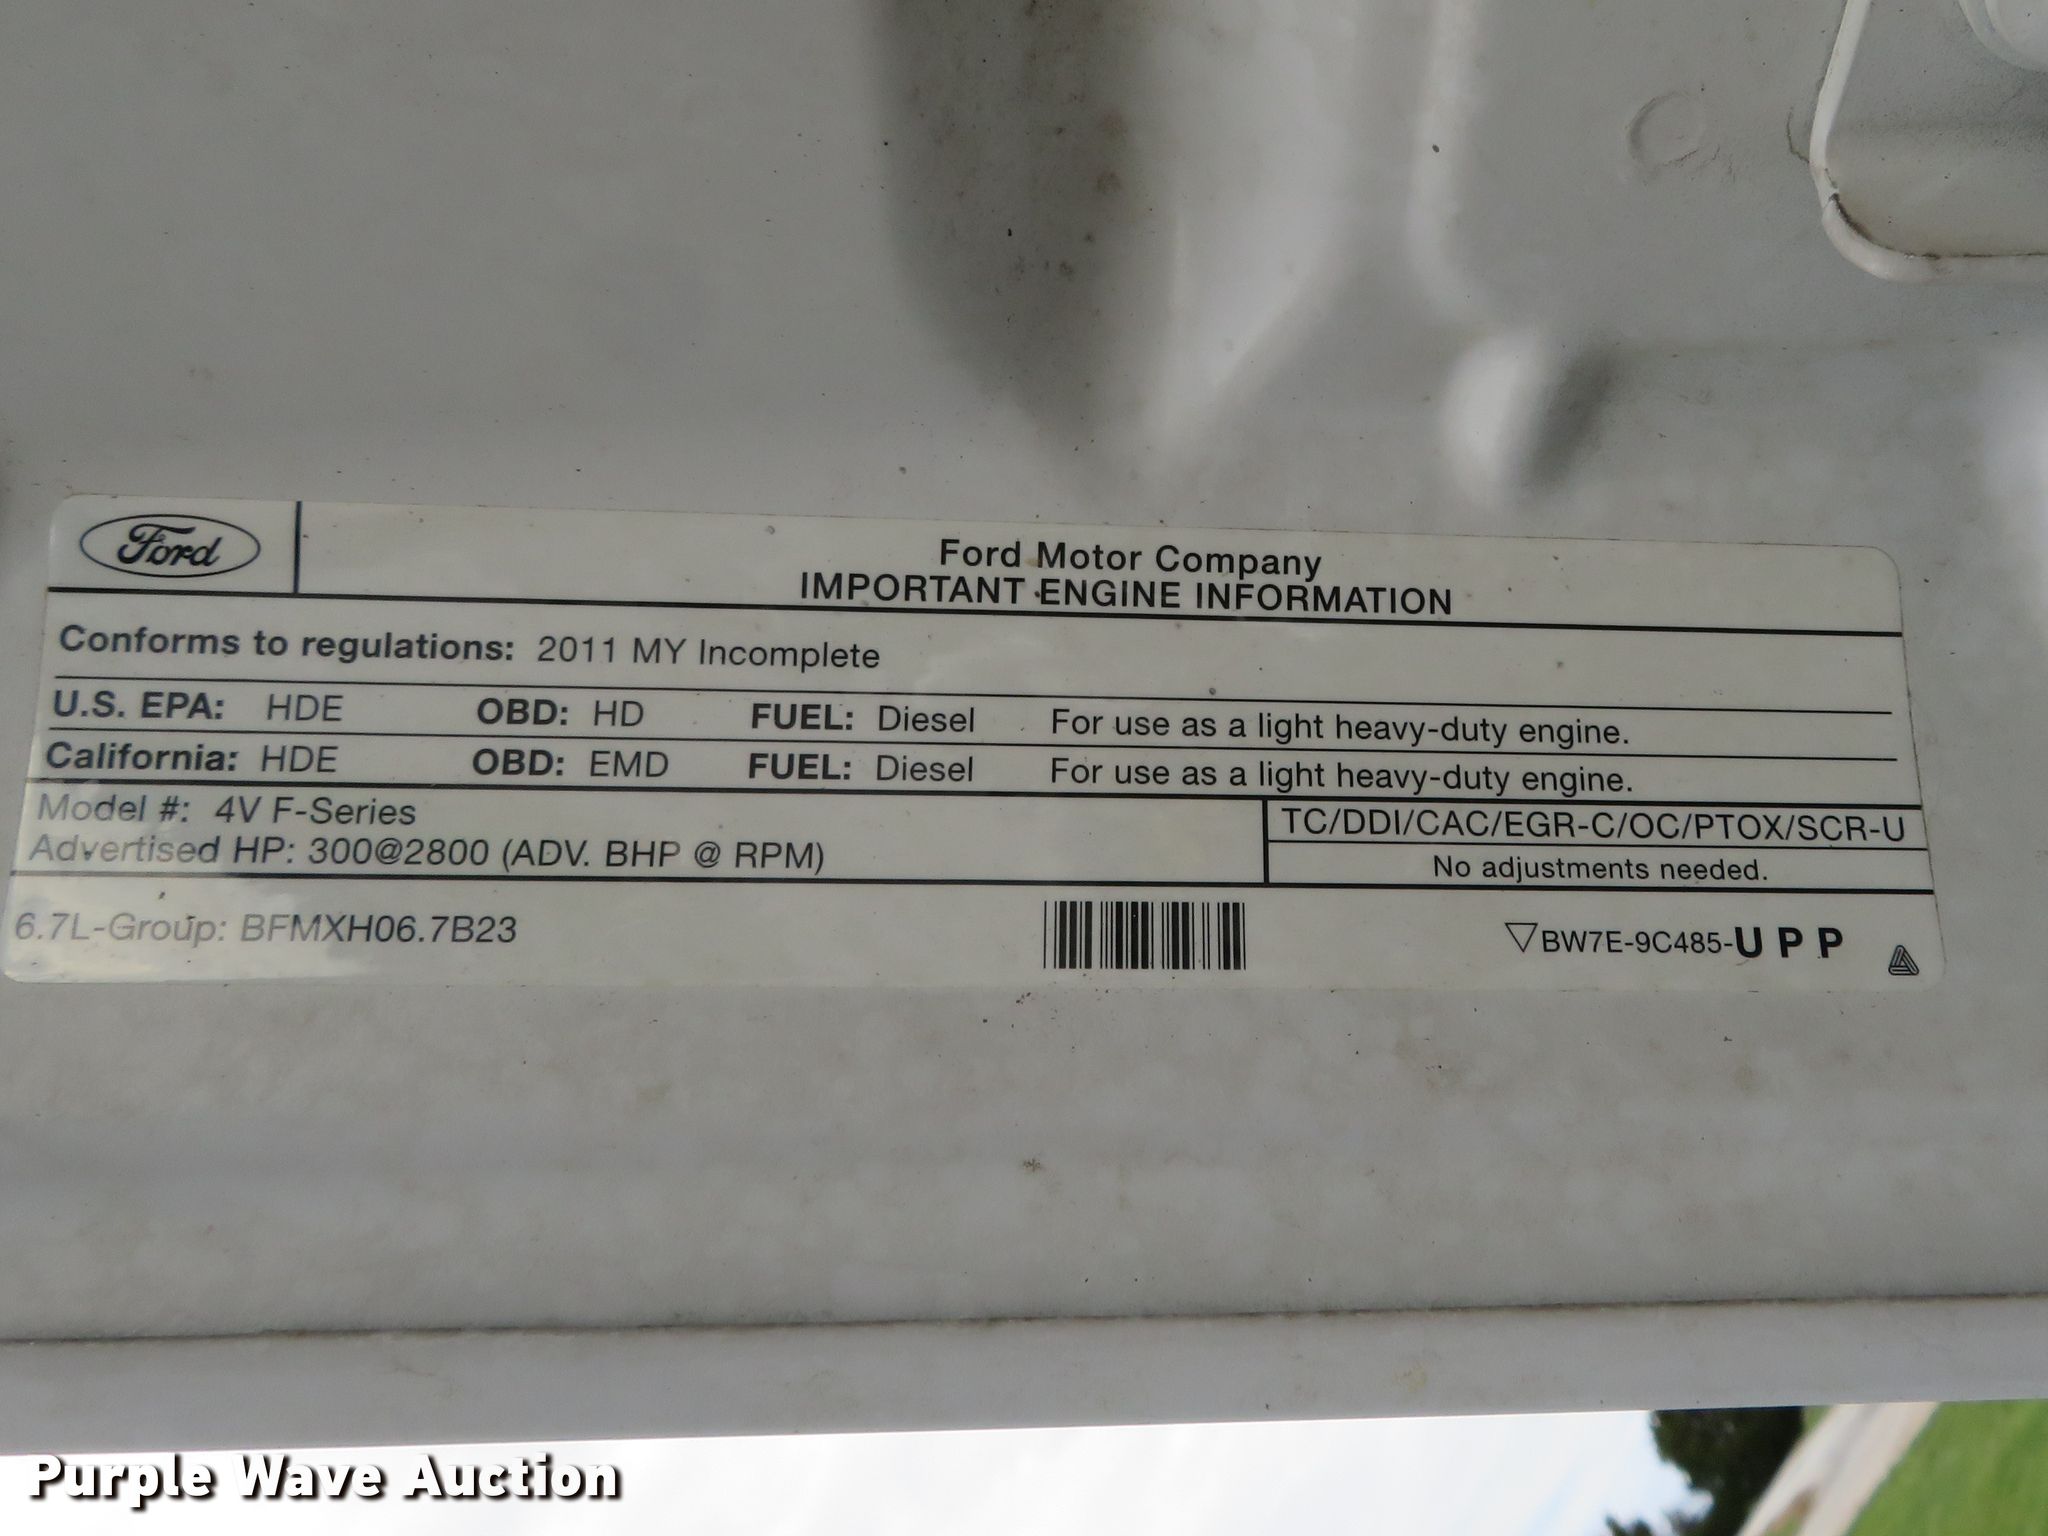 Ford
Ford Motor Company
IMPORTANT ENGINE INFORMATION
Conforms to regulations: 2011 MY Incomplete
U.S. EPA: HDE OBD: HD FUEL: Diesel For use as a light heavy-duty engine.
California: HDE OBD: EMD FUEL: Diesel For use as a light heavy-duty engine.
Model #: 4V F-Series
Advertised HP: 300@2800 (ADV. BHP @ RPM)
TC/DDI/CAC/EGR-C/OC/PTOX/SCR-U
No adjustments needed.
6.7L-Group: BFMXH06.7B23
▽BW7E-9C485-U P P
Purple Wave Auction